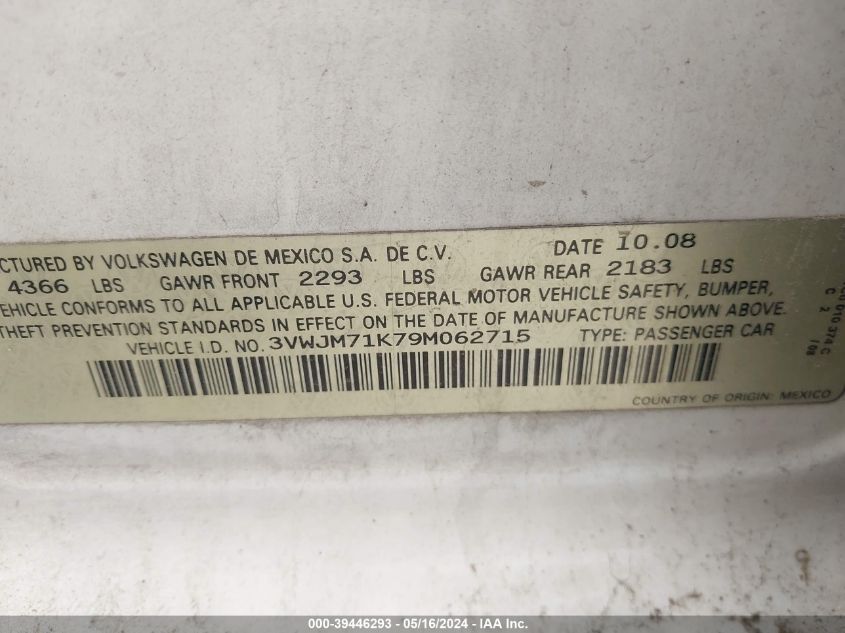 CTURED BY VOLKSWAGEN DE MEXICO S.A. DE C.V. DATE 10.08
4366 LBS GAWR FRONT 2293 LBS GAWR REAR 2183 LBS
EHICLE CONFORMS TO ALL APPLICABLE U.S. FEDERAL MOTOR VEHICLE SAFETY, BUMPER,
THEFT PREVENTION STANDARDS IN EFFECT ON THE DATE OF MANUFACTURE SHOWN ABOVE.
VEHICLE I.D. NO. 3VWJM71K79M062715 TYPE: PASSENGER CAR
COUNTRY OF ORIGIN: MEXICO
010 374 C
C 2
000-39446293 - 05/16/2024 - IAA Inc.